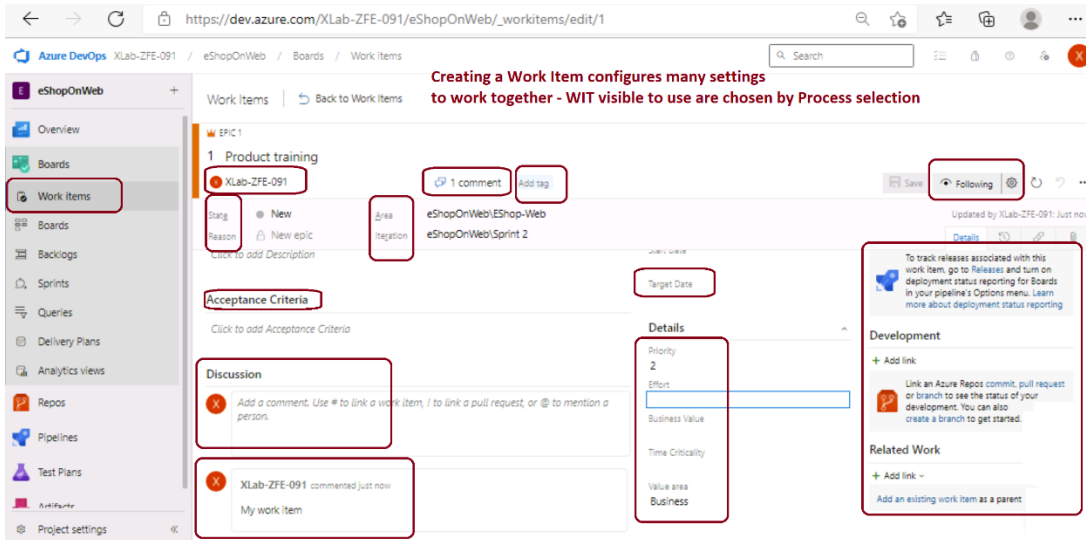 https://dev.azure.com/XLab-ZFE-091/eShopOnWeb/_workitems/edit/1
Azure DevOps XLab-ZFE-091 / eShopOnWeb / Boards / Work Items
Search
X
E eShopOnWeb +
Overview
Boards
Work items
Boards
Backlogs
Sprints
Queries
Delivery Plans
Analytics views
Repos
Pipelines
Test Plans
Artifacts
Project settings
Creating a Work Item configures many settings
to work together - WIT visible to use are chosen by Process selection
Work Items
Back to Work Items
EPIC 1
1 Product training
X XLab-ZFE-091
1 comment
Add tag
Save
Following
State New
Area eShopOnWeb\EShop-Web
Updated by XLab-ZFE-091: Just now
Reason New epic
Iteration eShopOnWeb\Sprint 2
Details
Click to add Description
Acceptance Criteria
Click to add Acceptance Criteria
Discussion
X
Add a comment. Use # to link a work item, ! to link a pull request, or @ to mention a
person.
X
XLab-ZFE-091 commented just now
My work item
Start Date
Target Date
Details
Priority
2
Effort
Business Value
Time Criticality
Value area
Business
To track releases associated with this
work item, go to Releases and turn on
deployment status reporting for Boards
in your pipeline's Options menu. Learn
more about deployment status reporting
Development
+ Add link
Link an Azure Repos commit, pull request
or branch to see the status of your
development. You can also
create a branch to get started.
Related Work
+ Add link
Add an existing work item as a parent